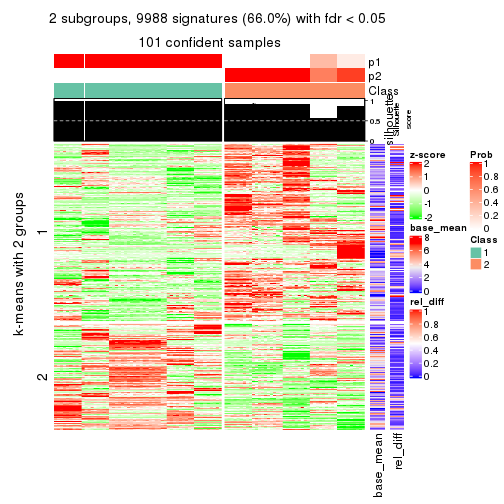 2 subgroups, 9988 signatures (66.0%) with fdr < 0.05
101 confident samples
p1
p2
Class
1
0.5
0
silhouette
Silhouette
score
k-means with 2 groups
1
2
base_mean
rel_diff
z-score
2
1
0
-1
-2
base_mean
8
6
4
2
0
rel_diff
1
0.8
0.6
0.4
0.2
0
Prob
1
0.8
0.6
0.4
0.2
0
Class
1
2